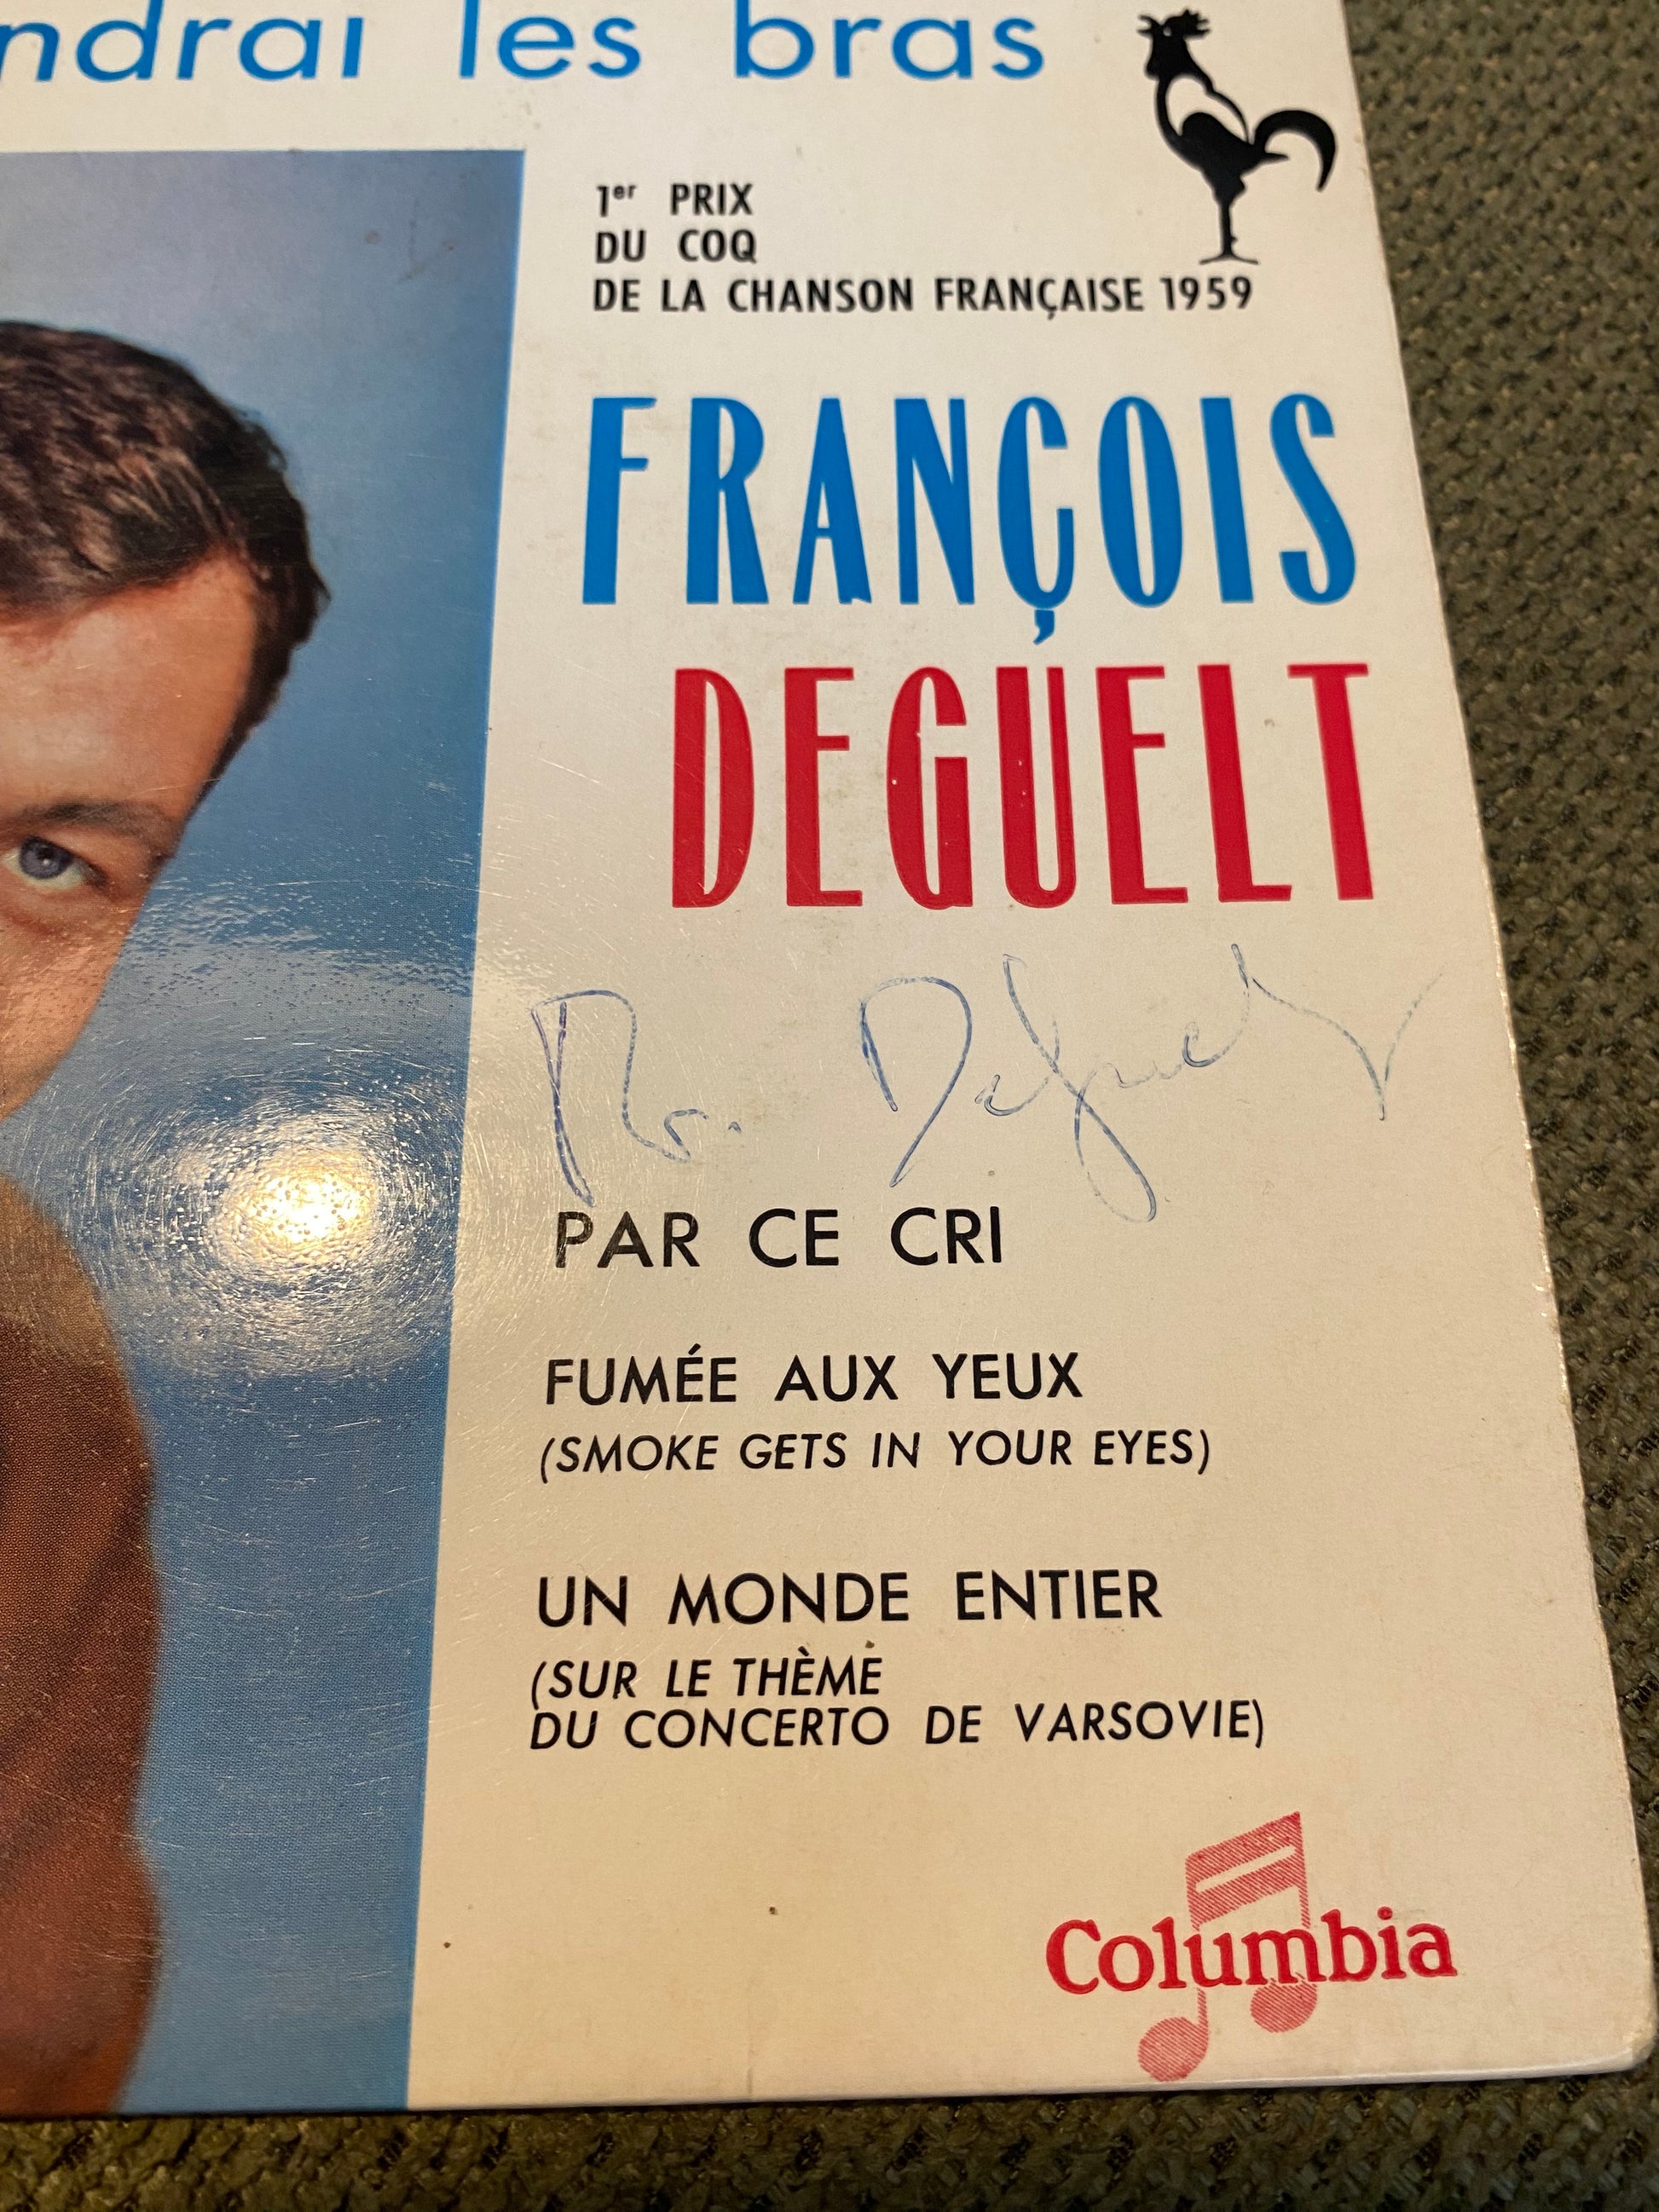 ndrai les bras
1er PRIX
DU COQ
DE LA CHANSON FRANÇAISE 1959
FRANÇOIS
DEGUELT
PAR CE CRI
FUMÉE AUX YEUX
(SMOKE GETS IN YOUR EYES)
UN MONDE ENTIER
(SUR LE THÈME
DU CONCERTO DE VARSOVIE)
Columbia